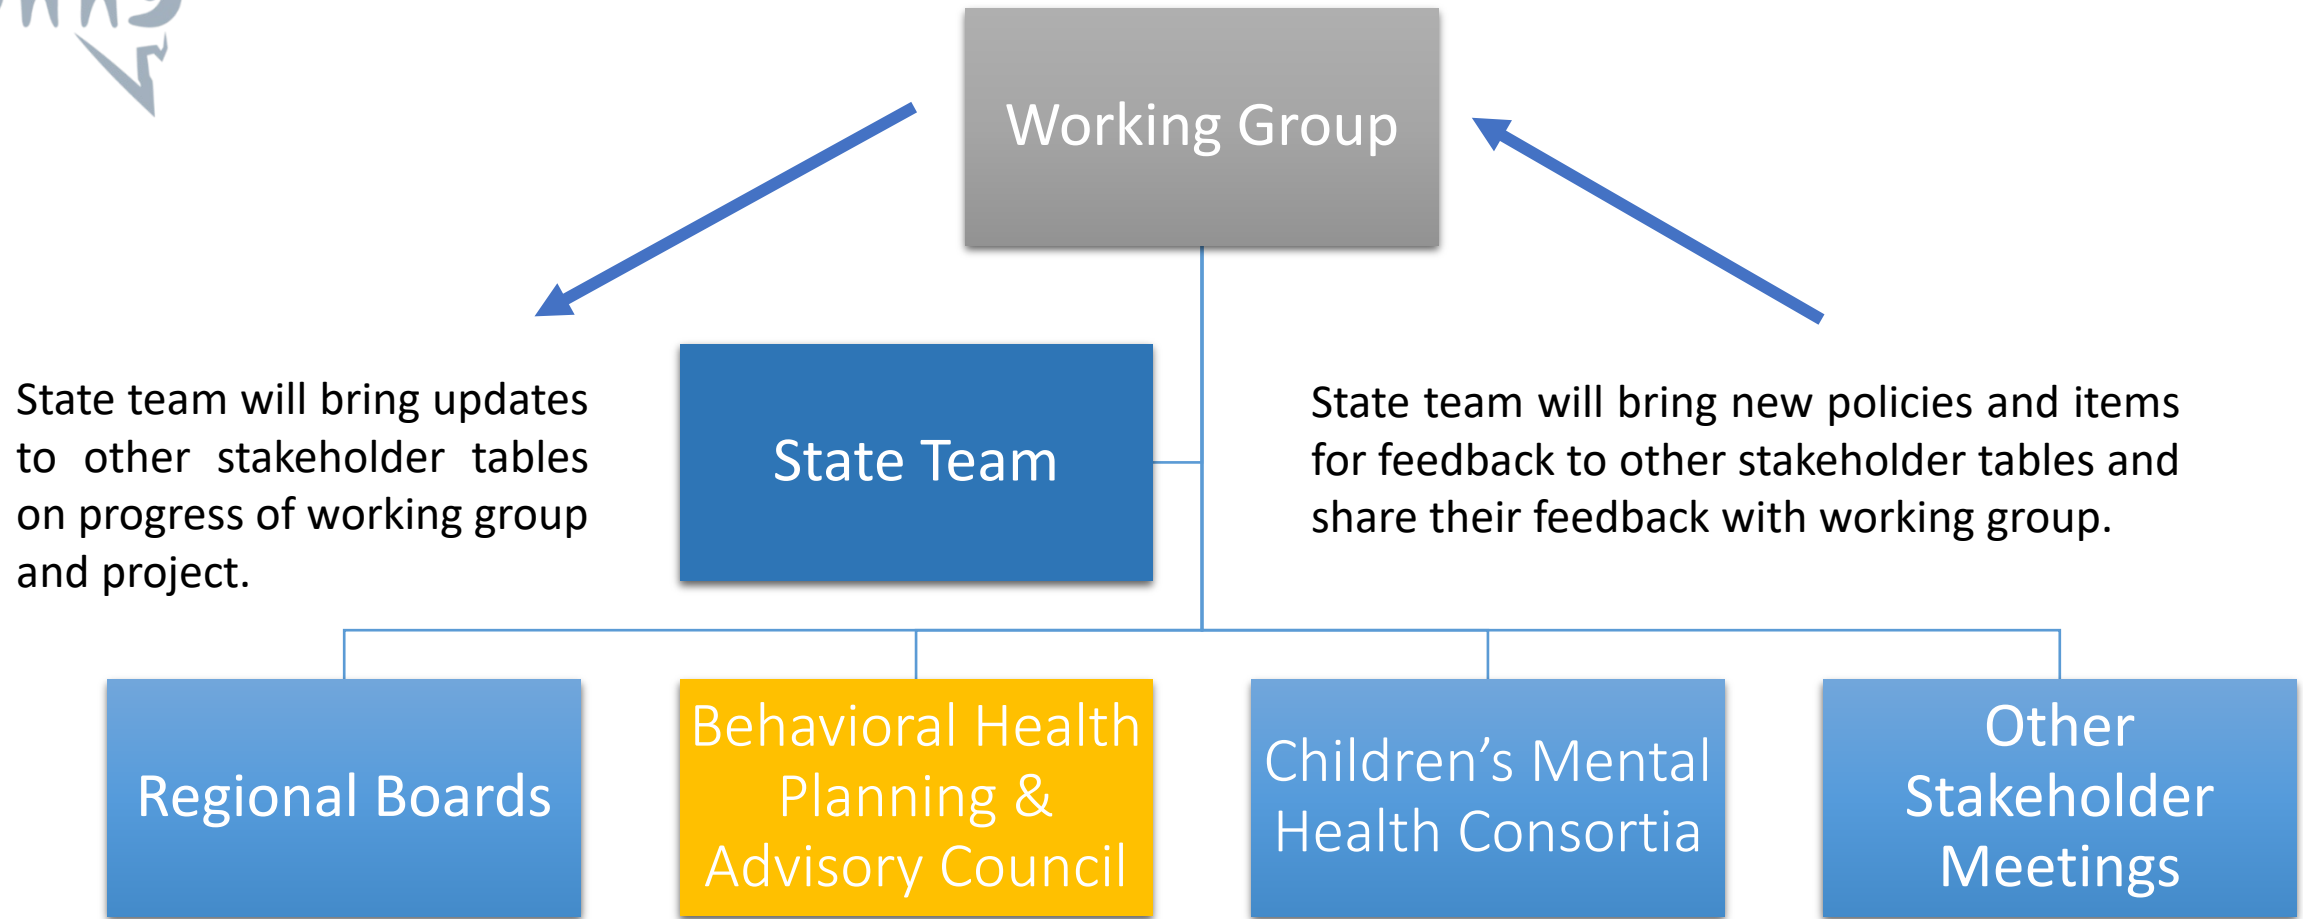 Working Group
State team will bring updates
to other stakeholder tables
on progress of working group
and project.
State Team
State team will bring new policies and items
for feedback to other stakeholder tables and
share their feedback with working group.
Regional Boards
Behavioral Health
Planning &
Advisory Council
Children’s Mental
Health Consortia
Other
Stakeholder
Meetings